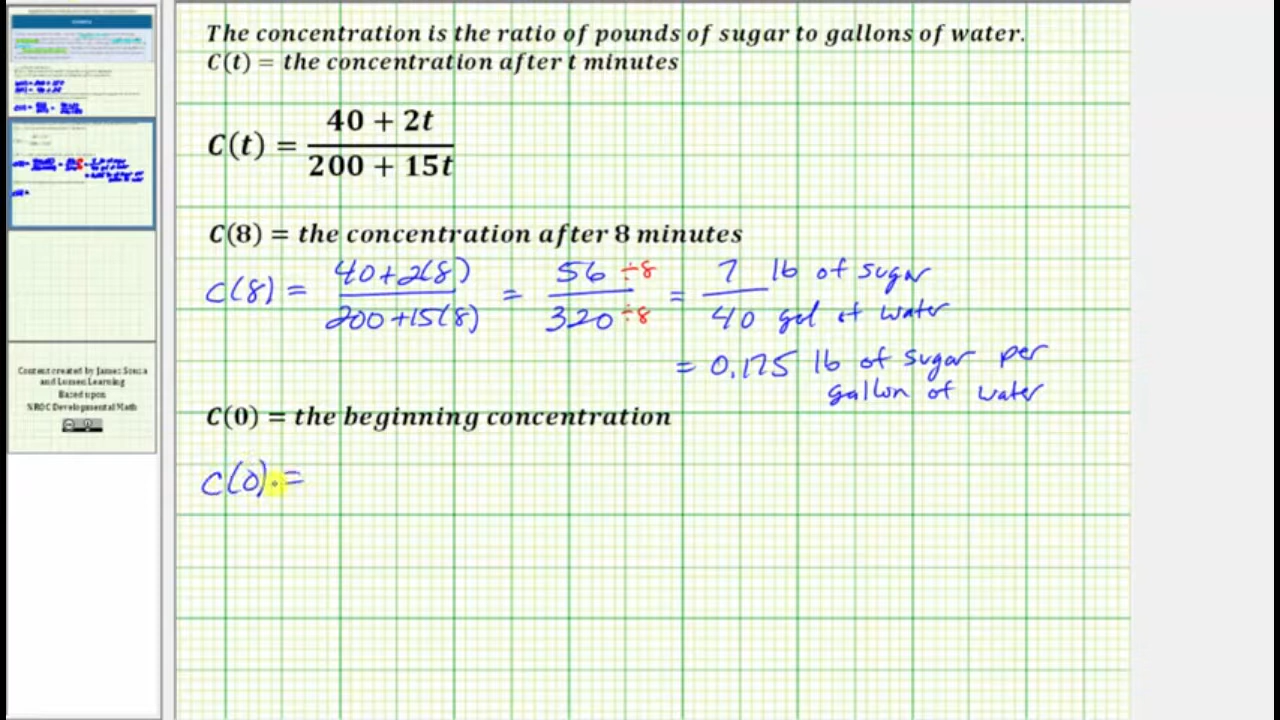 The concentration is the ratio of pounds of sugar to gallons of water.
C(t) = the concentration after t minutes
C(t) = (40 + 2t)/(200 + 15t)
C(8) = the concentration after 8 minutes
C(8) = (40+2(8))/(200+15(8)) = (56 ÷8)/(320 ÷8) = 7/40 lb of sugar / gal of water
= 0.175 lb of sugar per
gallon of water
C(0) = the beginning concentration
C(0) =
Content created by James Sousa
and Lumen Learning
Based upon
NROC Developmental Math